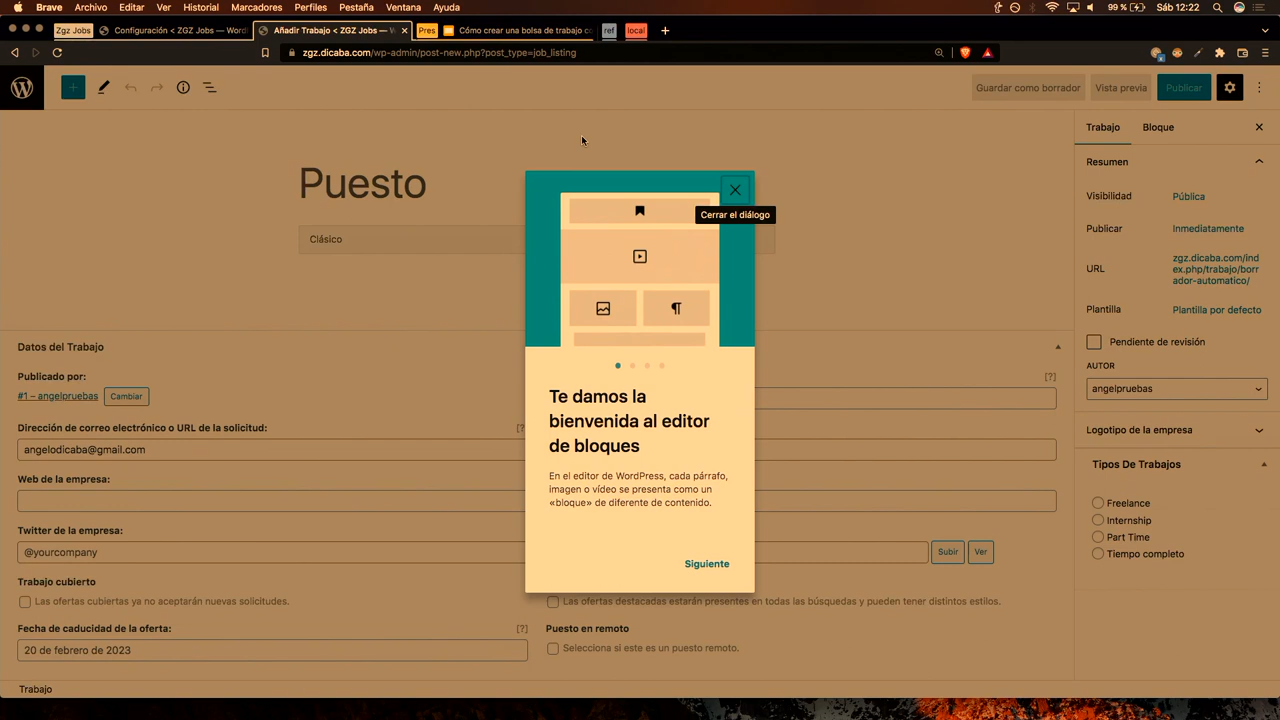 Brave Archivo Editar Ver Historial Marcadores Perfiles Pestaña Ventana Ayuda 99 % Sáb 12:22
Zgz Jobs Configuración < ZGZ Jobs — Word Añadir Trabajo < ZGZ Jobs — W Pres Cómo crear una bolsa de trabajo co ref local
zgz.dicaba.com/wp-admin/post-new.php?post_type=job_listing
Guardar como borrador Vista previa Publicar
Trabajo Bloque
Puesto
Clásico
Cerrar el diálogo
Te damos la
bienvenida al editor
de bloques
En el editor de WordPress, cada párrafo,
imagen o vídeo se presenta como un
«bloque» de diferente de contenido.
Siguiente
Datos del Trabajo
Publicado por:
#1 – angelpruebas Cambiar
[?]
Dirección de correo electrónico o URL de la solicitud: [?]
angelodicaba@gmail.com
Web de la empresa:
Twitter de la empresa:
@yourcompany
Subir Ver
Trabajo cubierto
Las ofertas cubiertas ya no aceptarán nuevas solicitudes.
Las ofertas destacadas estarán presentes en todas las búsquedas y pueden tener distintos estilos.
Fecha de caducidad de la oferta: [?]
20 de febrero de 2023
Puesto en remoto
Selecciona si este es un puesto remoto.
Trabajo
Resumen
Visibilidad Pública
Publicar Inmediatamente
URL zgz.dicaba.com/ind
ex.php/trabajo/borr
ador-automatico/
Plantilla Plantilla por defecto
Pendiente de revisión
AUTOR
angelpruebas
Logotipo de la empresa
Tipos De Trabajos
Freelance
Internship
Part Time
Tiempo completo